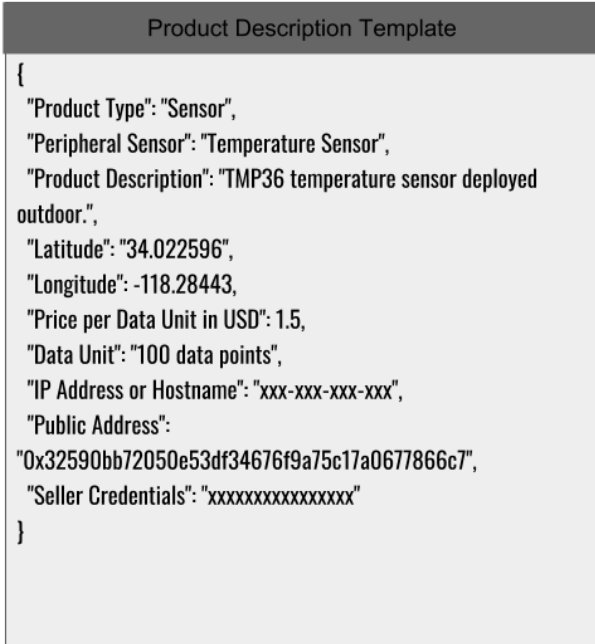 Product Description Template
{
"Product Type": "Sensor",
"Peripheral Sensor": "Temperature Sensor",
"Product Description": "TMP36 temperature sensor deployed
outdoor.",
"Latitude": "34.022596",
"Longitude": -118.28443,
"Price per Data Unit in USD": 1.5,
"Data Unit": "100 data points",
"IP Address or Hostname": "xxx-xxx-xxx-xxx",
"Public Address":
"0x32590bb72050e53df34676f9a75c17a0677866c7",
"Seller Credentials": "xxxxxxxxxxxxxxxx"
}